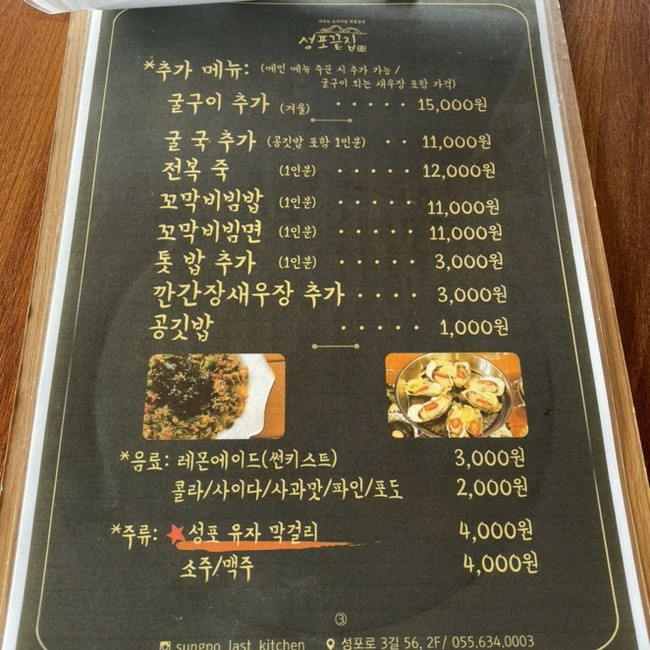 성포끝집
*추가 메뉴: (메인 메뉴 주문 시 추가 가능 /
굴구이 되는 새우장 포함 가격)
굴구이 추가 (겨울) · · · · · 15,000원
굴 국 추가 (공깃밥 포함 1인분) · · 11,000원
전복 죽 (1인분) · · · · 12,000원
꼬막비빔밥 (1인분) · · · · 11,000원
꼬막비빔면 (1인분) · · · · 11,000원
톳 밥 추가 (1인분) · · · · 3,000원
깐간장새우장 추가 · · · · 3,000원
공깃밥 · · · · · 1,000원
*음료: 레몬에이드(썬키스트) 3,000원
콜라/사이다/사과맛/파인/포도 2,000원
*주류: ★성포 유자 막걸리 4,000원
소주/맥주 4,000원
③
sungpo_last_kitchen 성포로 3길 56, 2F/ 055.634.0003